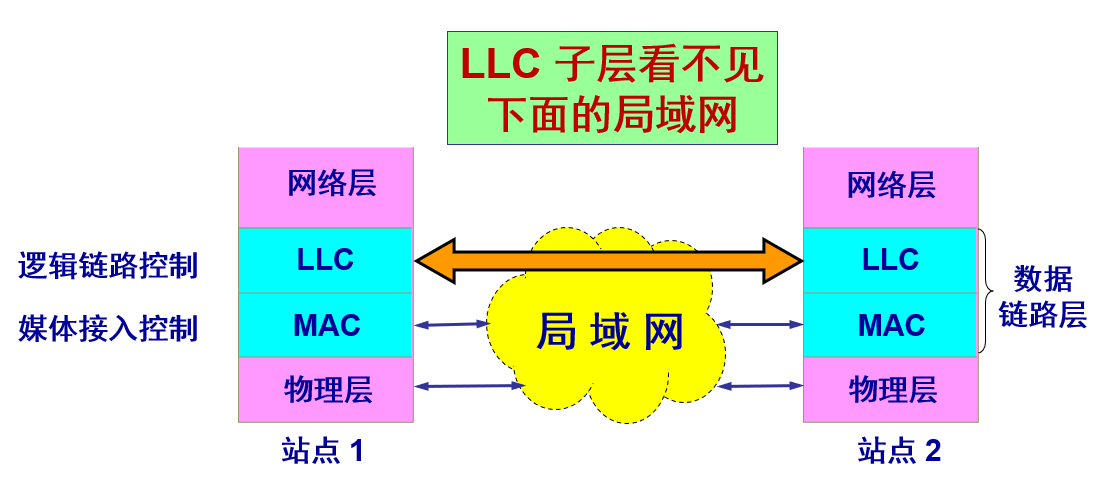 LLC 子层看不见
下面的局域网
网络层
网络层
逻辑链路控制
LLC
LLC
数据
链路层
媒体接入控制
MAC
局域网
MAC
物理层
物理层
站点 1
站点 2